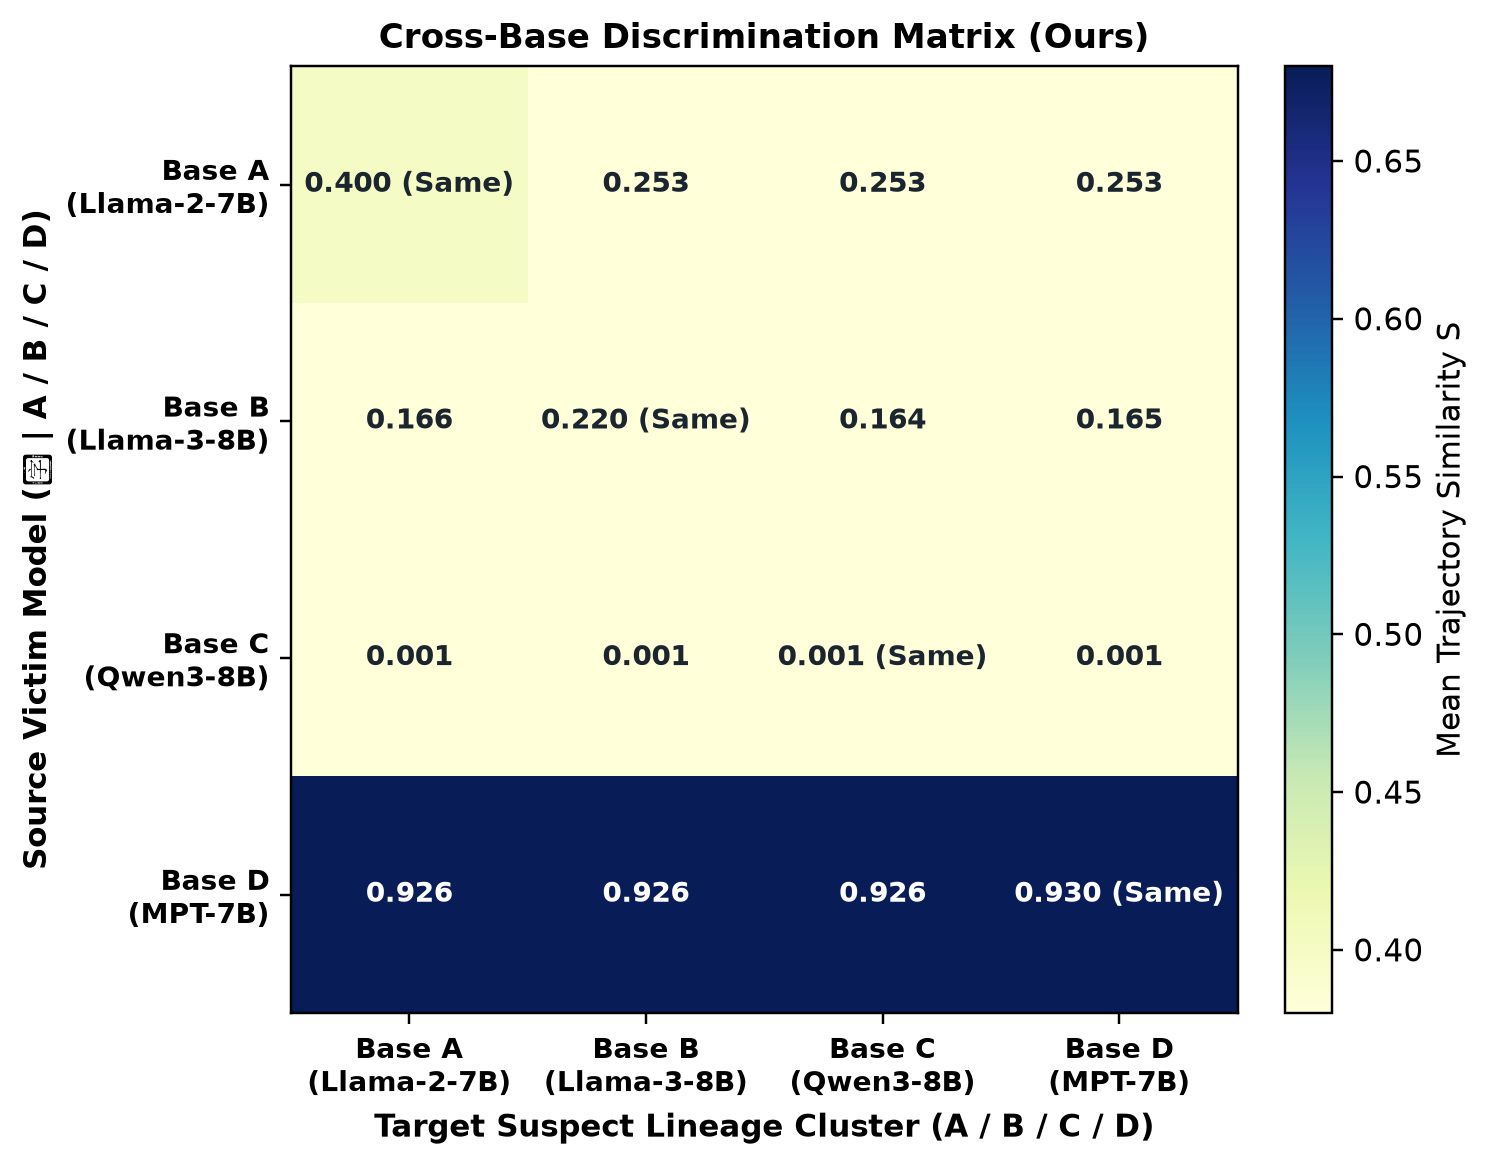 Cross-Base Discrimination Matrix (Ours)
Source Victim Model ( | A / B / C / D)
Base A
(Llama-2-7B)
0.400 (Same)
0.253
0.253
0.253
Base B
(Llama-3-8B)
0.166
0.220 (Same)
0.164
0.165
Base C
(Qwen3-8B)
0.001
0.001
0.001 (Same)
0.001
Base D
(MPT-7B)
0.926
0.926
0.926
0.930 (Same)
Base A
(Llama-2-7B)
Base B
(Llama-3-8B)
Base C
(Qwen3-8B)
Base D
(MPT-7B)
Target Suspect Lineage Cluster (A / B / C / D)
0.65
0.60
0.55
0.50
0.45
0.40
Mean Trajectory Similarity S